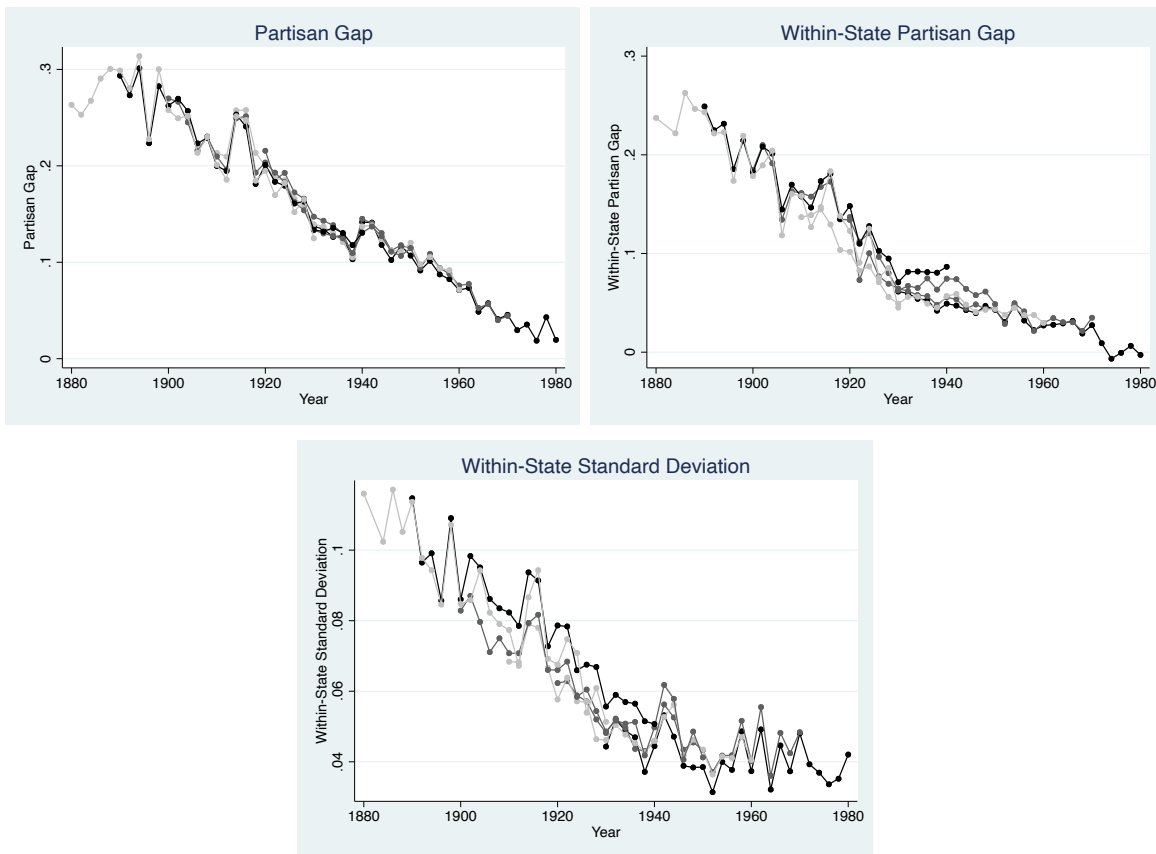 Partisan Gap
Partisan Gap
.3
.2
.1
0
1880 1900 1920 1940 1960 1980
Year
Within-State Partisan Gap
Within-State Partisan Gap
.3
.2
.1
0
1880 1900 1920 1940 1960 1980
Year
Within-State Standard Deviation
Within-State Standard Deviation
.1
.08
.06
.04
1880 1900 1920 1940 1960 1980
Year